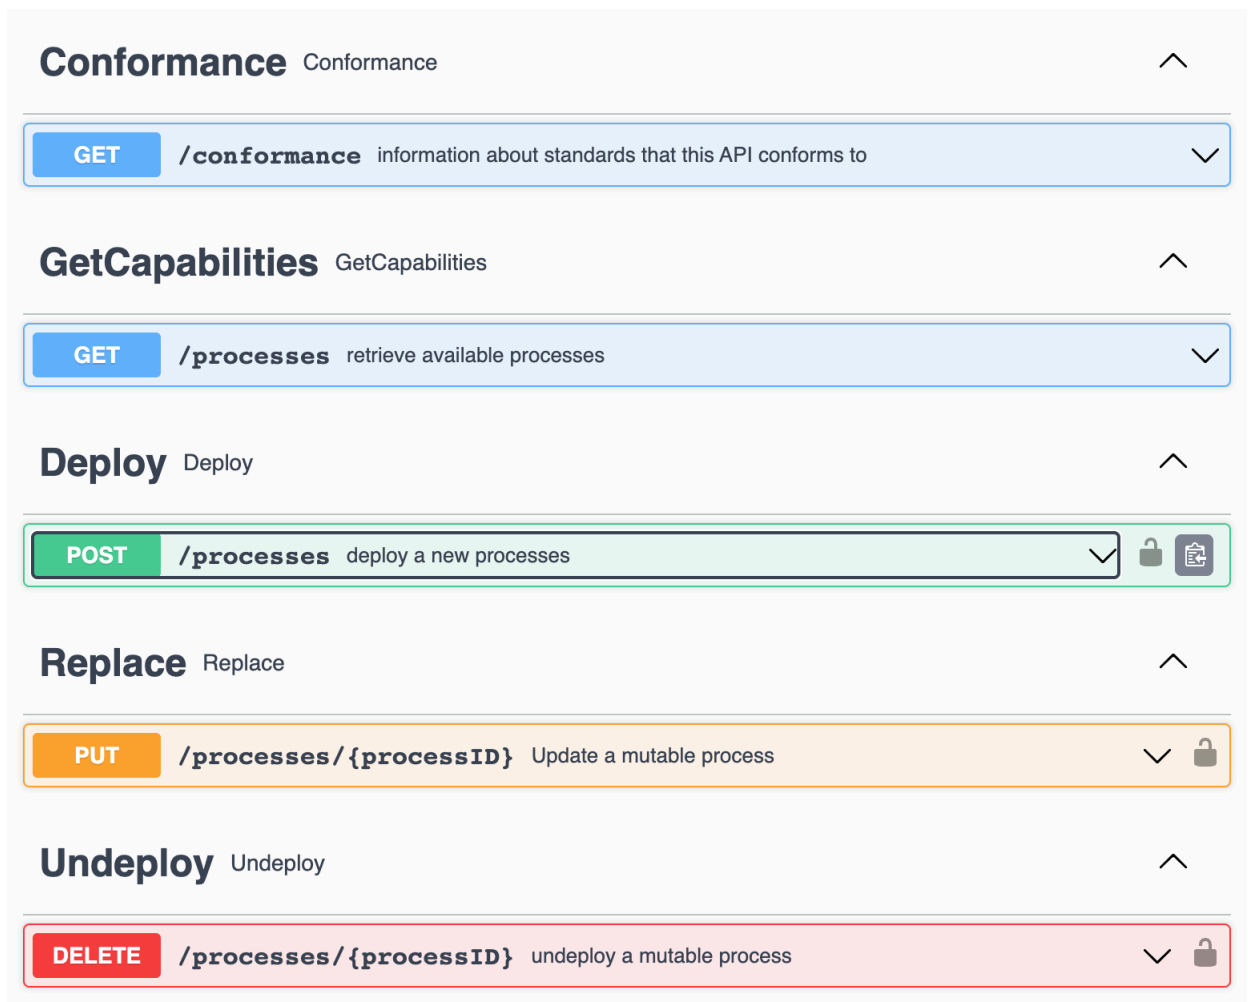 Conformance Conformance
GET /conformance information about standards that this API conforms to
GetCapabilities GetCapabilities
GET /processes retrieve available processes
Deploy Deploy
POST /processes deploy a new processes
Replace Replace
PUT /processes/{processID} Update a mutable process
Undeploy Undeploy
DELETE /processes/{processID} undeploy a mutable process